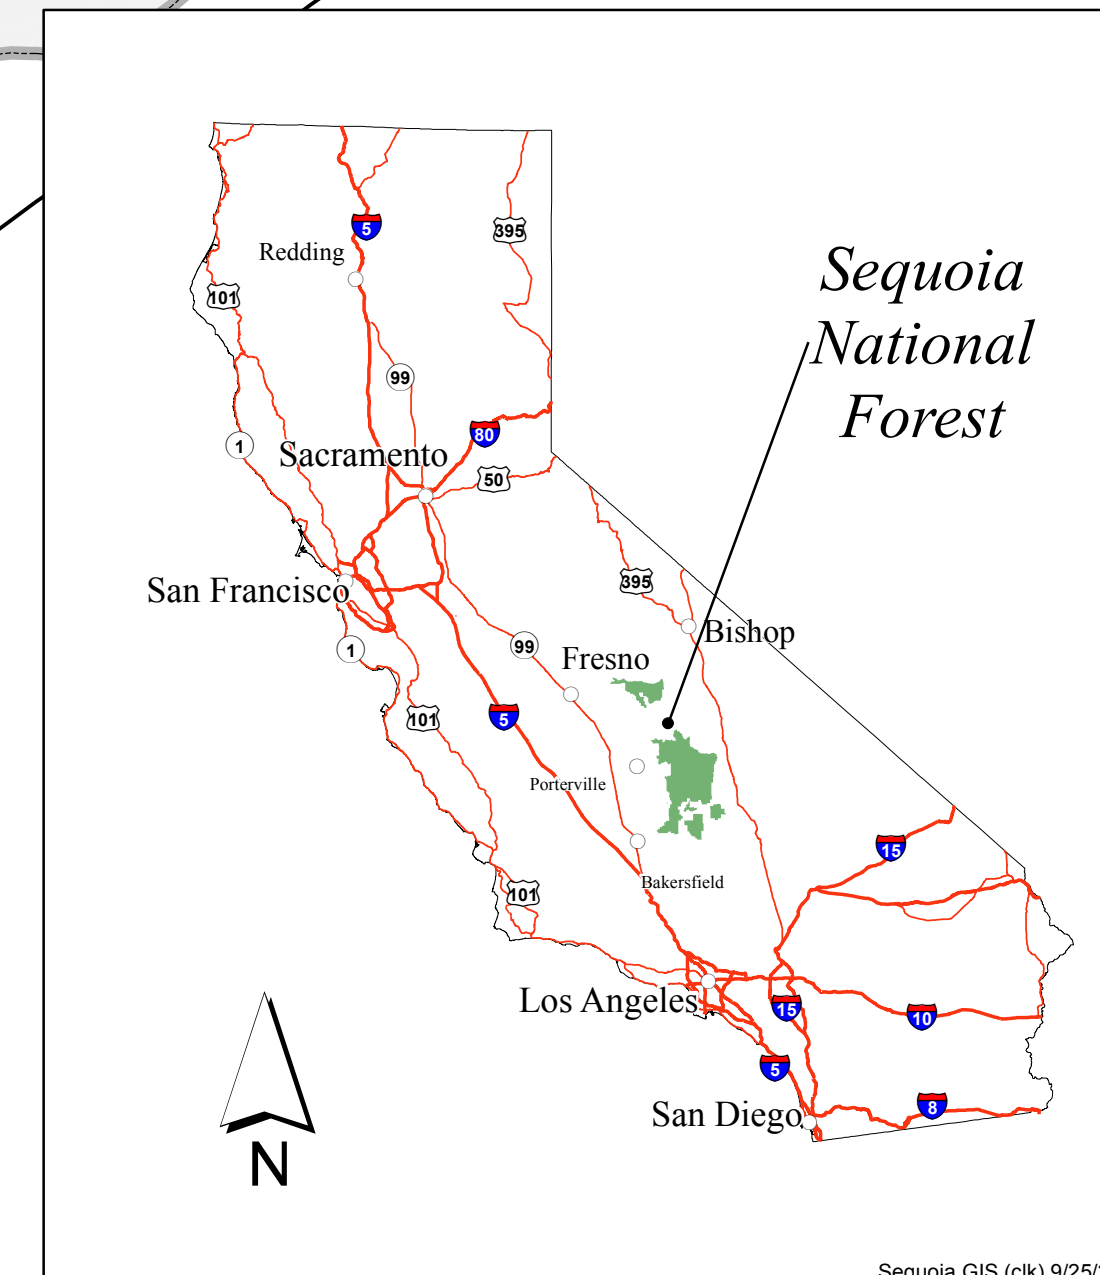 5
395
Redding
Sequoia
National
Forest
101
99
80
1
Sacramento
50
395
San Francisco
Bishop
99
1
Fresno
101
5
Porterville
15
Bakersfield
101
Los Angeles
15
10
5
8
San Diego
N
Sequoia GIS (clk) 9/25/